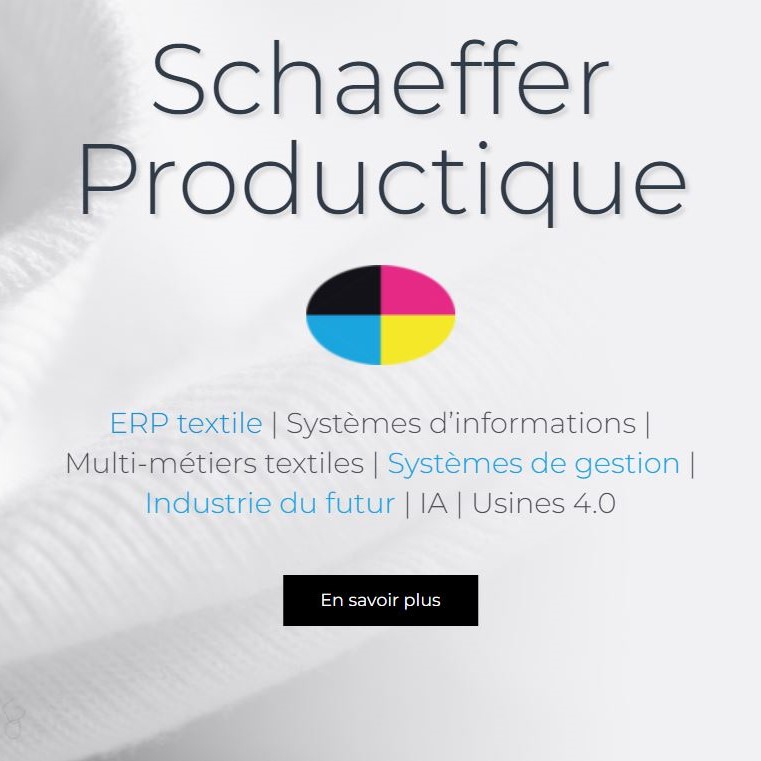 Schaeffer
Productique
ERP textile | Systèmes d’informations |
Multi-métiers textiles | Systèmes de gestion |
Industrie du futur | IA | Usines 4.0
En savoir plus